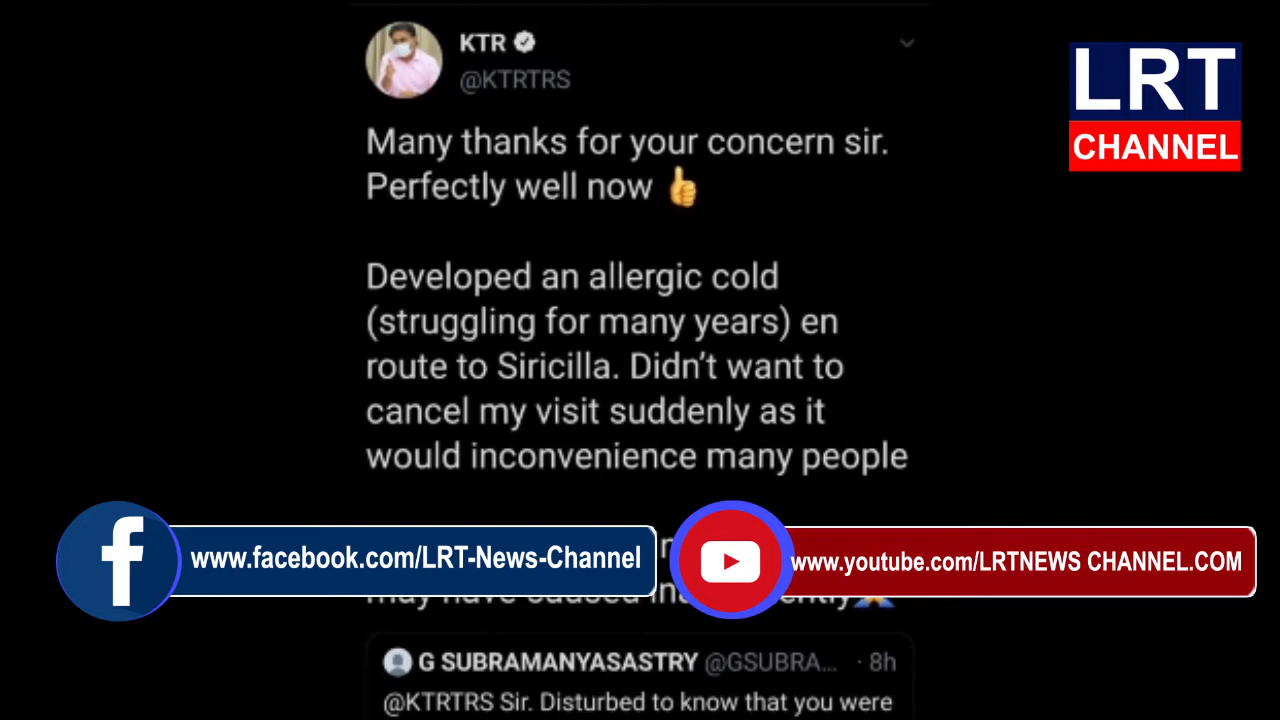 KTR
@KTRTRS
LRT
CHANNEL
Many thanks for your concern sir.
Perfectly well now 👍
Developed an allergic cold
(struggling for many years) en
route to Siricilla. Didn’t want to
cancel my visit suddenly as it
would inconvenience many people
www.facebook.com/LRT-News-Channel
www.youtube.com/LRTNEWS CHANNEL.COM
may have caused
G SUBRAMANYASASTRY @GSUBRA... · 8h
@KTRTRS Sir. Disturbed to know that you were